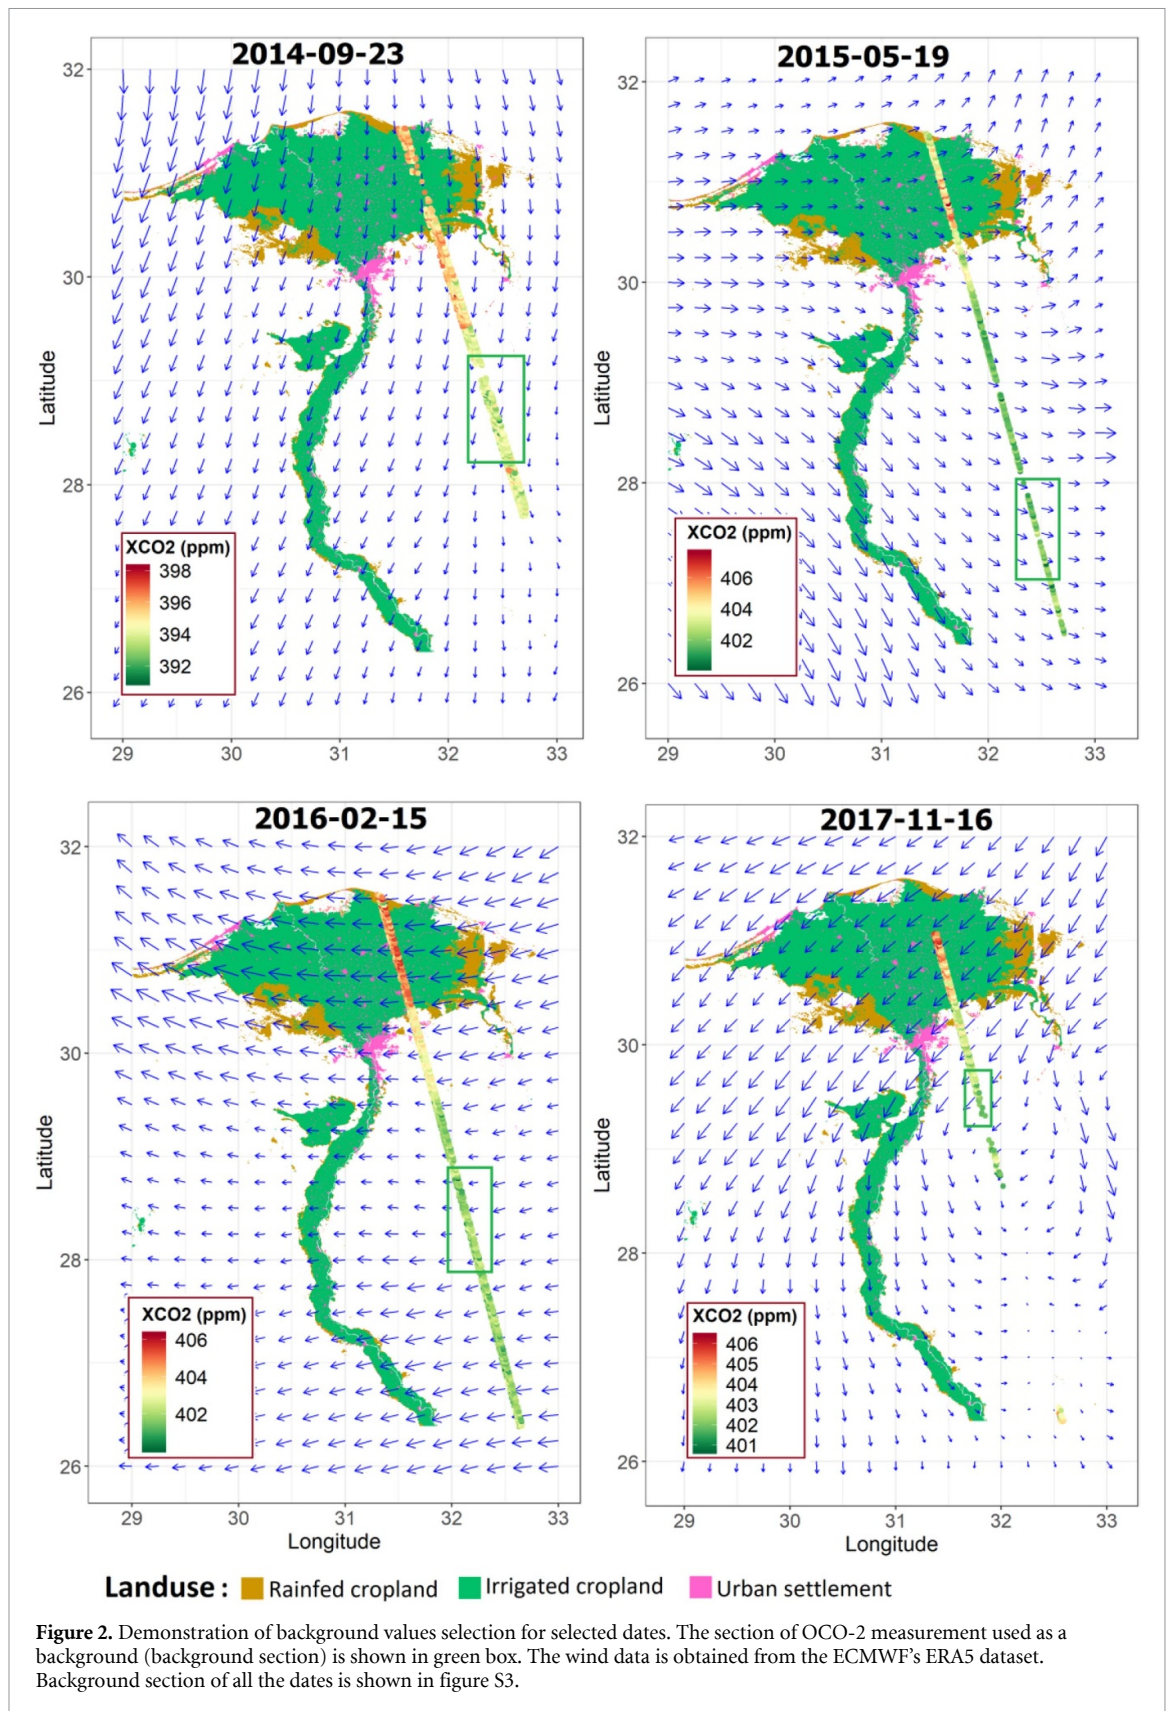 2014-09-23
32
30
28
26
Latitude
XCO2 (ppm)
398
396
394
392
29 30 31 32 33
2015-05-19
32
30
28
26
Latitude
XCO2 (ppm)
406
404
402
29 30 31 32 33
2016-02-15
32
30
28
26
Latitude
XCO2 (ppm)
406
404
402
29 30 31 32 33
Longitude
2017-11-16
32
30
28
26
Latitude
XCO2 (ppm)
406
405
404
403
402
401
29 30 31 32 33
Longitude
Landuse : Rainfed cropland Irrigated cropland Urban settlement
Figure 2. Demonstration of background values selection for selected dates. The section of OCO-2 measurement used as a
background (background section) is shown in green box. The wind data is obtained from the ECMWF's ERA5 dataset.
Background section of all the dates is shown in figure S3.